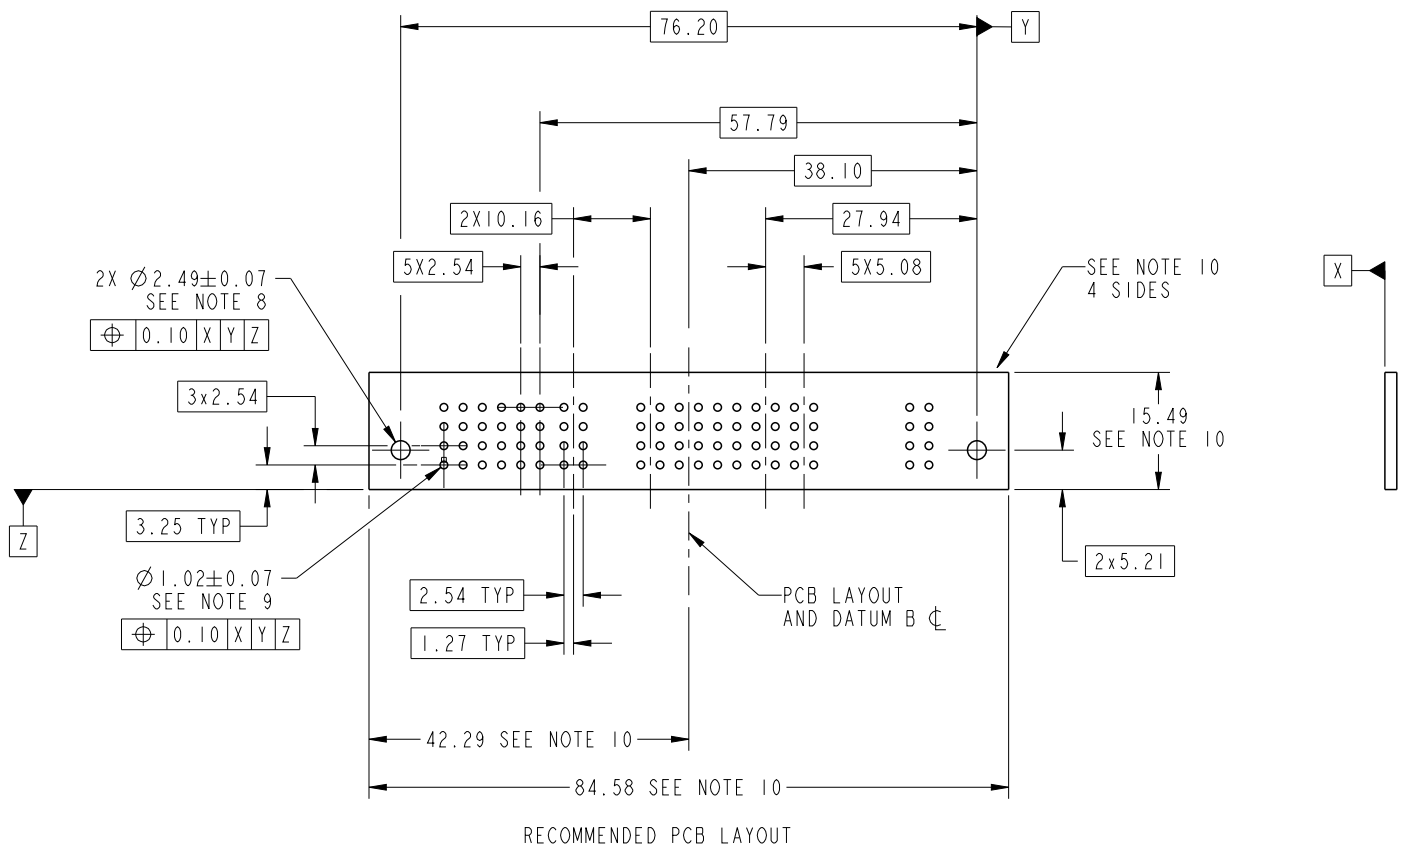 76.20
Y
57.79
38.10
2X10.16
27.94
5X2.54
5X5.08
2X Ø2.49±0.07
SEE NOTE 8
⌖ 0.10 X Y Z
SEE NOTE 10
4 SIDES
X
3x2.54
15.49
SEE NOTE 10
3.25 TYP
Z
2x5.21
Ø1.02±0.07
SEE NOTE 9
⌖ 0.10 X Y Z
2.54 TYP
1.27 TYP
PCB LAYOUT
AND DATUM B ℄
42.29 SEE NOTE 10
84.58 SEE NOTE 10
RECOMMENDED PCB LAYOUT